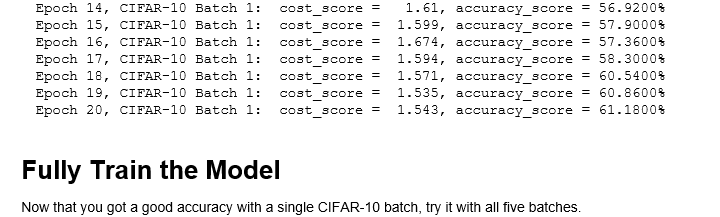 Epoch 14, CIFAR-10 Batch 1:  cost_score =   1.61, accuracy_score = 56.9200%
Epoch 15, CIFAR-10 Batch 1:  cost_score =  1.599, accuracy_score = 57.9000%
Epoch 16, CIFAR-10 Batch 1:  cost_score =  1.674, accuracy_score = 57.3600%
Epoch 17, CIFAR-10 Batch 1:  cost_score =  1.594, accuracy_score = 58.3000%
Epoch 18, CIFAR-10 Batch 1:  cost_score =  1.571, accuracy_score = 60.5400%
Epoch 19, CIFAR-10 Batch 1:  cost_score =  1.535, accuracy_score = 60.8600%
Epoch 20, CIFAR-10 Batch 1:  cost_score =  1.543, accuracy_score = 61.1800%
Fully Train the Model
Now that you got a good accuracy with a single CIFAR-10 batch, try it with all five batches.